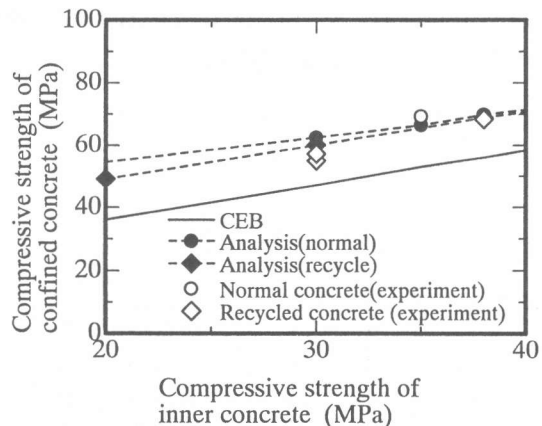 Compressive strength of
confined concrete (MPa)
100
80
60
40
20
0
CEB
Analysis(normal)
Analysis(recycle)
Normal concrete(experiment)
Recycled concrete (experiment)
20
30
40
Compressive strength of
inner concrete (MPa)